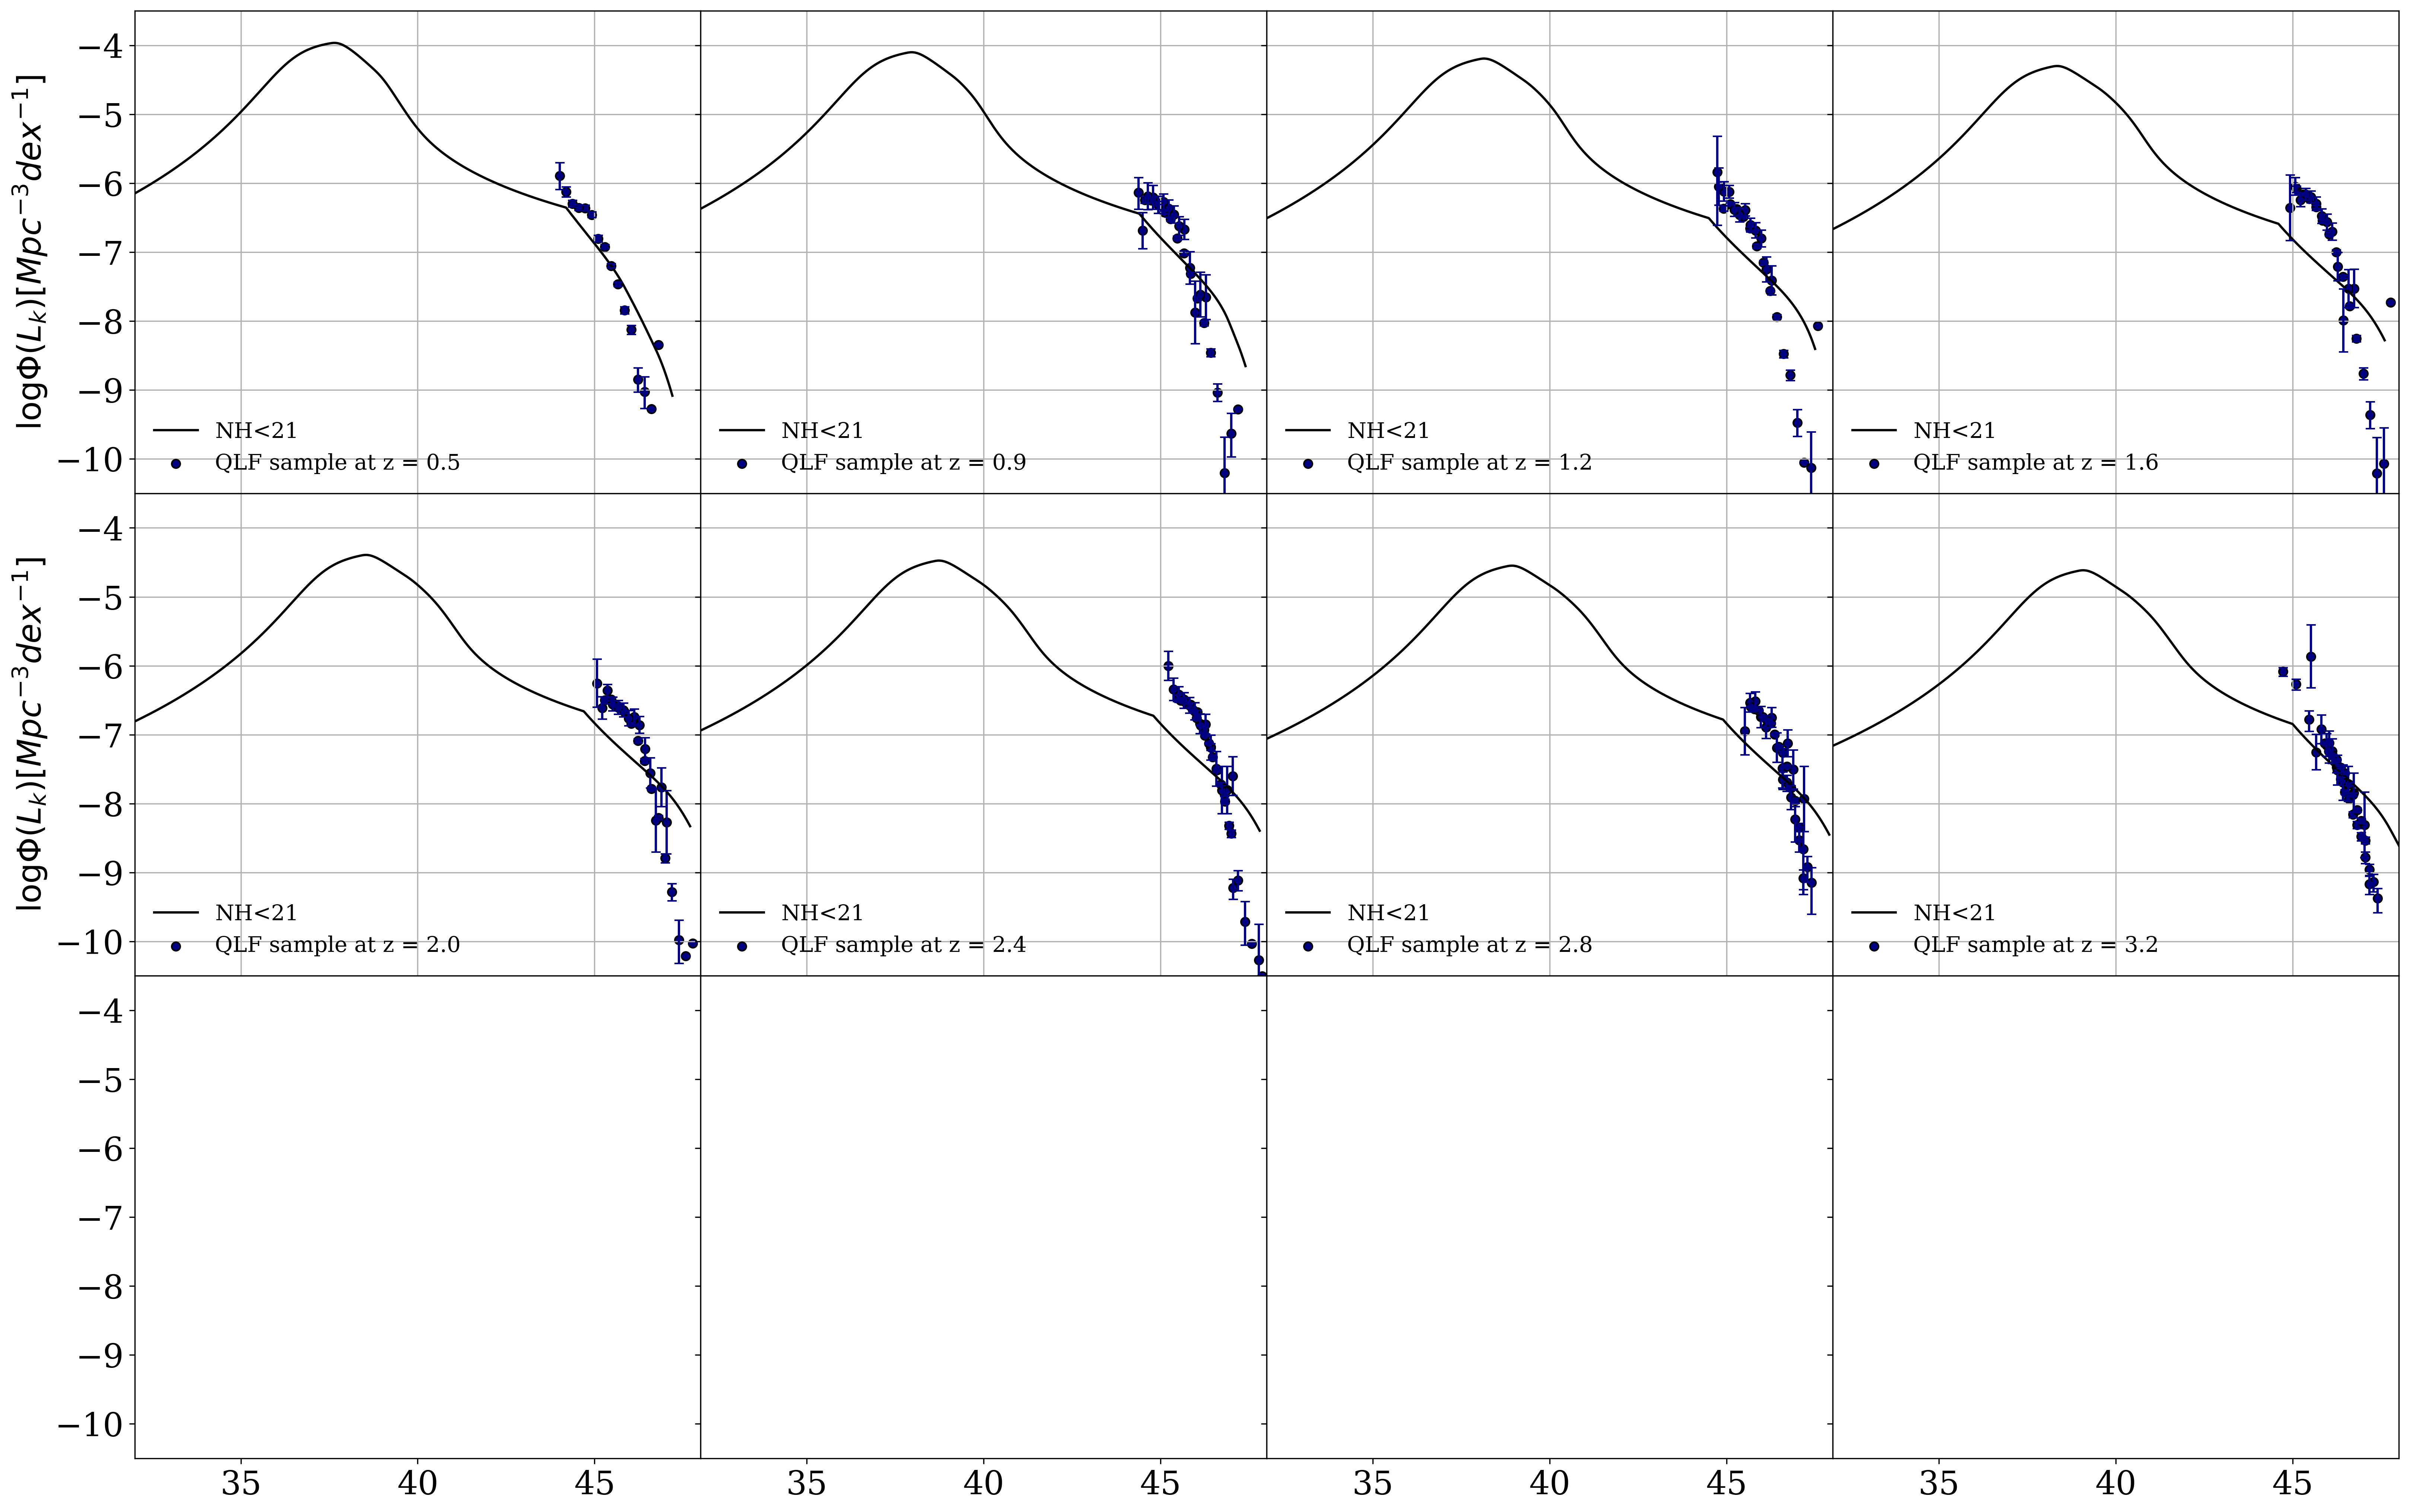 −4
−5
−6
−7
−8
−9
−10
logΦ(L_k)[Mpc^{−3}dex^{−1}]
NH<21
QLF sample at z = 0.5
NH<21
QLF sample at z = 0.9
NH<21
QLF sample at z = 1.2
NH<21
QLF sample at z = 1.6
−4
−5
−6
−7
−8
−9
−10
logΦ(L_k)[Mpc^{−3}dex^{−1}]
NH<21
QLF sample at z = 2.0
NH<21
QLF sample at z = 2.4
NH<21
QLF sample at z = 2.8
NH<21
QLF sample at z = 3.2
−4
−5
−6
−7
−8
−9
−10
35 40 45 35 40 45 35 40 45 35 40 45